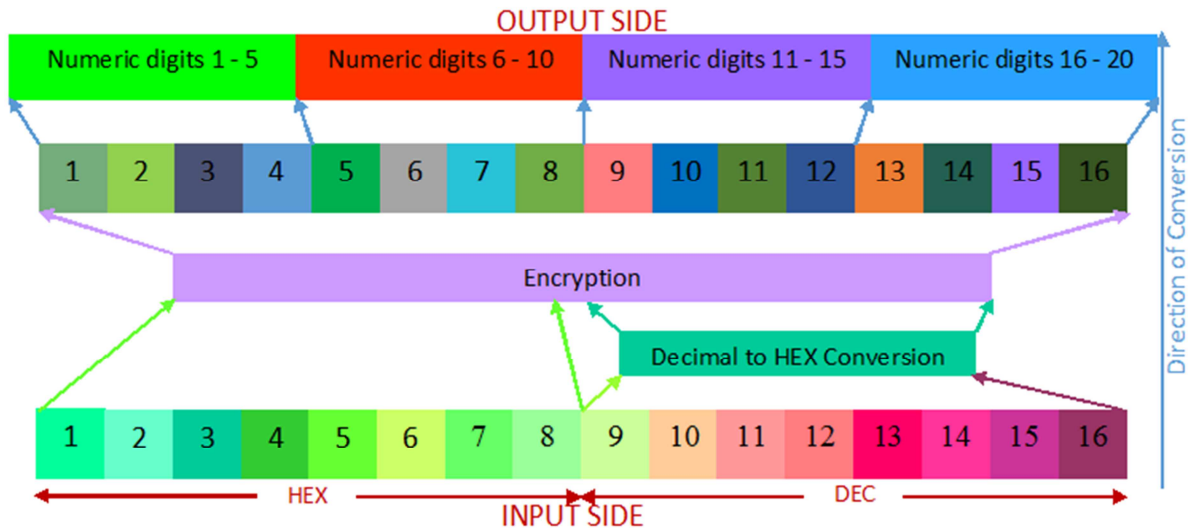 OUTPUT SIDE
Numeric digits 1 - 5 Numeric digits 6 - 10 Numeric digits 11 - 15 Numeric digits 16 - 20
1 2 3 4 5 6 7 8 9 10 11 12 13 14 15 16
Encryption
Decimal to HEX Conversion
1 2 3 4 5 6 7 8 9 10 11 12 13 14 15 16
HEX DEC
INPUT SIDE
Direction of Conversion